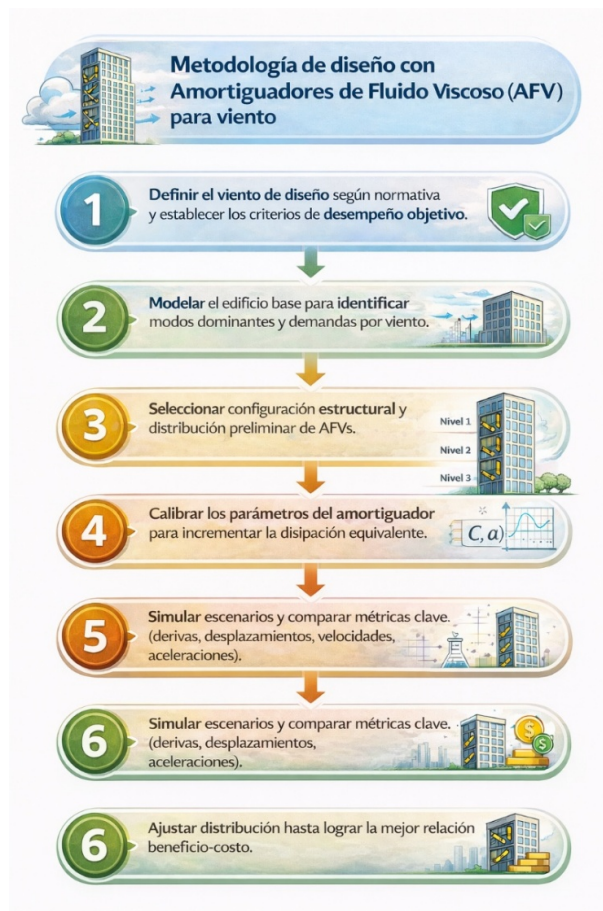 Metodología de diseño con
Amortiguadores de Fluido Viscoso (AFV)
para viento
1
Definir el viento de diseño según normativa
y establecer los criterios de desempeño objetivo.
2
Modelar el edificio base para identificar
modos dominantes y demandas por viento.
3
Seleccionar configuración estructural y
distribución preliminar de AFVs.
Nivel 1
Nivel 2
Nivel 3
4
Calibrar los parámetros del amortiguador
para incrementar la disipación equivalente.
C, a)
5
Simular escenarios y comparar métricas clave.
(derivas, desplazamientos, velocidades,
aceleraciones).
6
Simular escenarios y comparar métricas clave.
(derivas, desplazamientos,
aceleraciones).
$
$
6
Ajustar distribución hasta lograr la mejor relación
beneficio-costo.